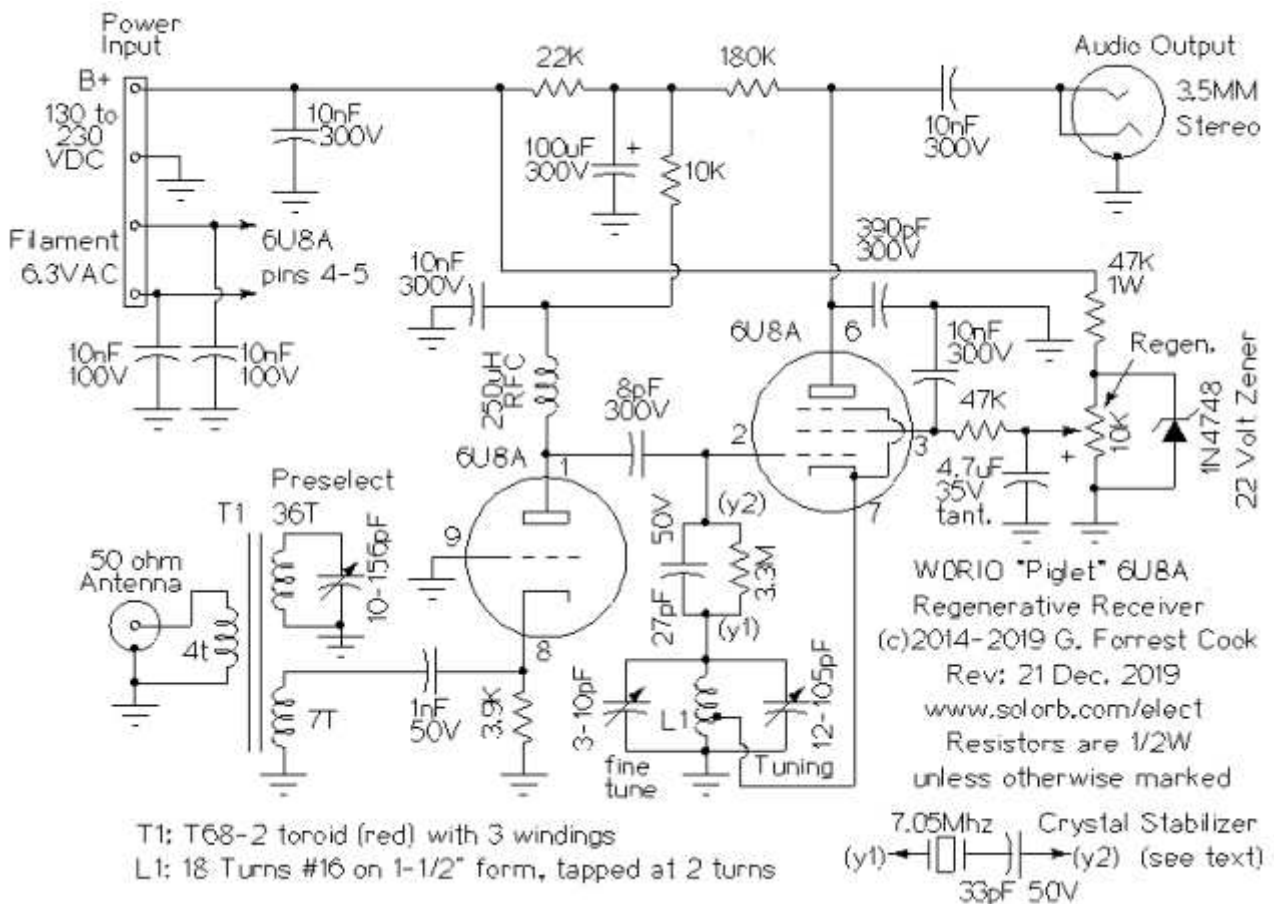 Power
Input
B+
130 to
230
VDC
Filament
6.3VAC
10nF
300V
6U8A
pins 4-5
10nF
100V
10nF
100V
22K
180K
100uF
300V
+
10K
10nF
300V
Audio Output
3.5MM
Stereo
10nF
300V
390pF
300V
47K
1W
10nF
300V
250uH
RFC
8pF
300V
6U8A
6
2
3
7
47K
Regen.
10K
1N4748
22 Volt Zener
4.7uF
35V
tant.
+
6U8A
1
9
8
Preselect
T1
36T
10-156pF
50 ohm
Antenna
4t
7T
1nF
50V
3.9K
(y2)
50V
27pF
3.3M
(y1)
3-10pF
L1
12-105pF
fine
tune
Tuning
W0RIO "Piglet" 6U8A
Regenerative Receiver
(c)2014-2019 G. Forrest Cook
Rev: 21 Dec. 2019
www.solorb.com/elect
Resistors are 1/2W
unless otherwise marked
T1: T68-2 toroid (red) with 3 windings
L1: 18 Turns #16 on 1-1/2" form, tapped at 2 turns
7.05Mhz
Crystal Stabilizer
(y1)
(y2)
(see text)
33pF 50V